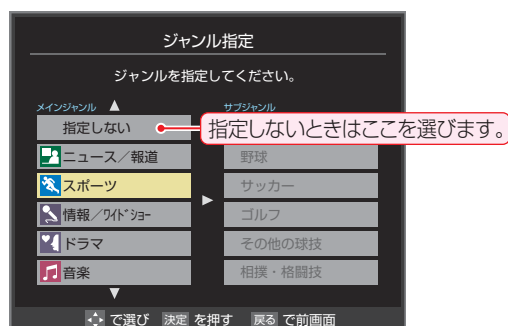 ジャンル指定
ジャンルを指定してください。
メインジャンル
サブジャンル
指定しない
指定しないときはここを選びます。
ニュース／報道
野球
スポーツ
サッカー
情報／ワイドショー
ゴルフ
ドラマ
その他の球技
音楽
相撲・格闘技
で選び 決定 を押す 戻る で前画面